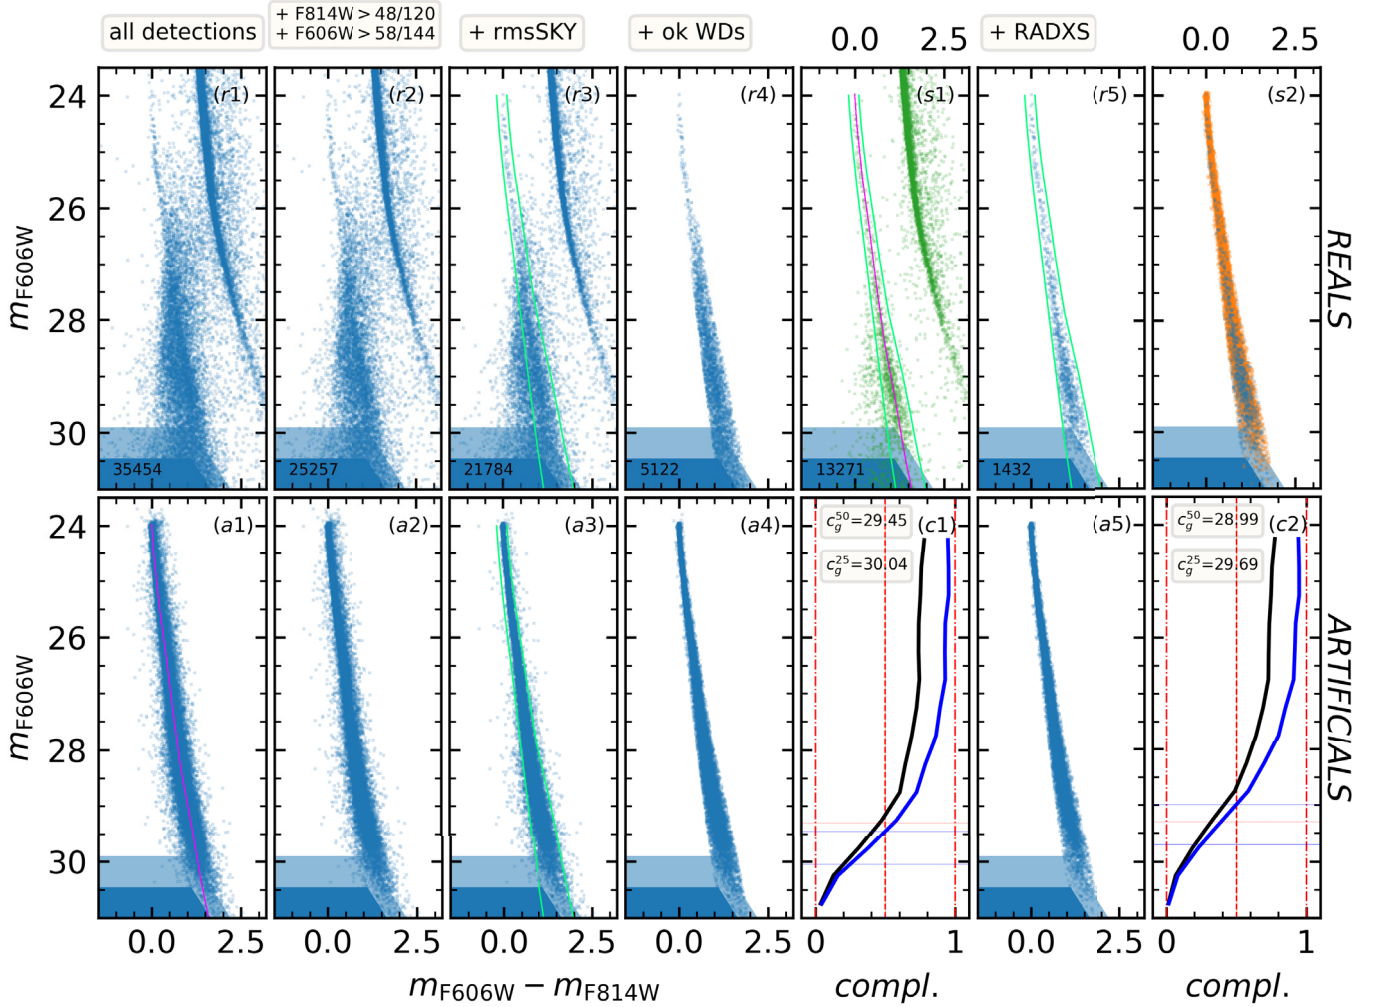 all detections
+ F814W > 48/120
+ F606W > 58/144
+ rmsSKY
+ ok WDs
0.0 2.5
+ RADXS
0.0 2.5
(r1) (r2) (r3) (r4) (s1) (r5) (s2)
24
26
28
30
m_F606W
REALS
35454 25257 21784 5122 13271 1432
(a1) (a2) (a3) (a4) (c1) (a5) (c2)
c_g^50=29.45
c_g^25=30.04
c_g^50=28.99
c_g^25=29.69
24
26
28
30
m_F606W
ARTIFICIALS
0.0 2.5 0.0 2.5 0.0 2.5 0.0 2.5 0 1 0.0 2.5 0 1
m_F606W − m_F814W
compl.
compl.